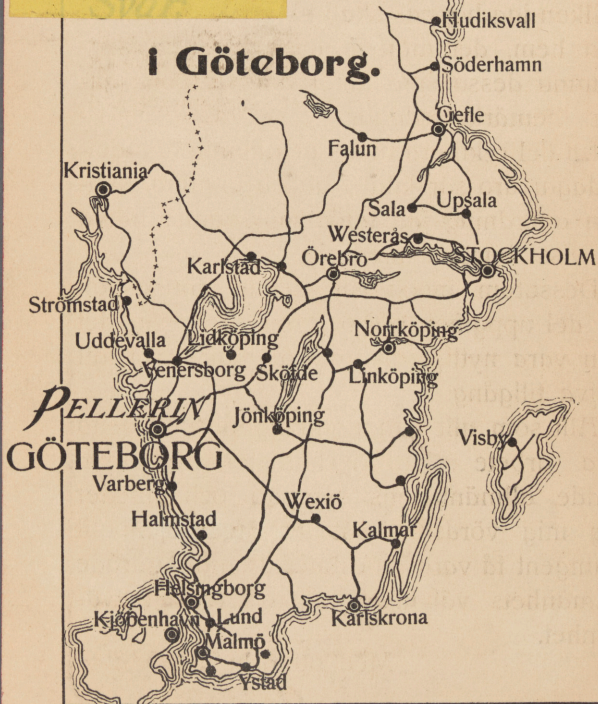 Hudiksvall
i Göteborg.
Söderhamn
Gefle
Falun
Kristiania
Sala
Upsala
Westerås
Karlstad
Örebro
STOCKHOLM
Strömstad
Uddevalla
Lidköping
Norrköping
Venersborg
Sköfde
Linköping
PELLERIN
Jönköping
GÖTEBORG
Visby
Varberg
Wexiö
Halmstad
Kalmar
Helsingborg
Kjöbenhavn
Lund
Karlskrona
Malmö
Ystad